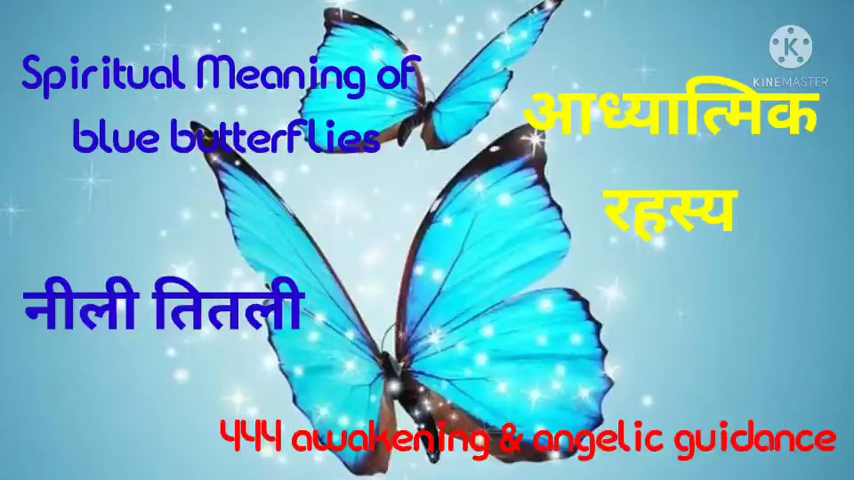 Spiritual Meaning of
blue butterflies
K
KINEMASTER
आध्यात्मिक
रहस्य
नीली तितली
444 awakening & angelic guidance